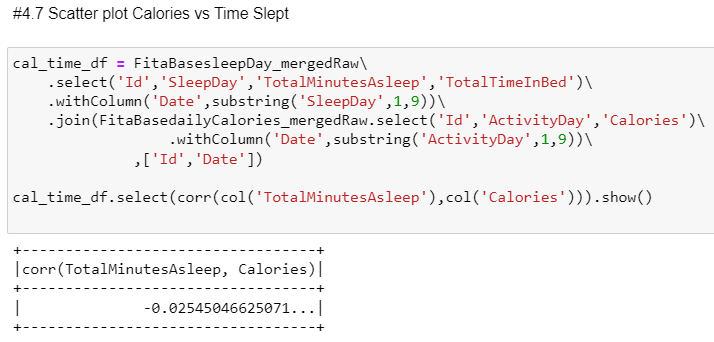 #4.7 Scatter plot Calories vs Time Slept
cal_time_df = FitaBasesleepDay_mergedRaw\
    .select('Id','SleepDay','TotalMinutesAsleep','TotalTimeInBed')\
    .withColumn('Date',substring('SleepDay',1,9))\
    .join(FitaBasedailyCalories_mergedRaw.select('Id','ActivityDay','Calories')\
                  .withColumn('Date',substring('ActivityDay',1,9))\
              ,['Id','Date'])
cal_time_df.select(corr(col('TotalMinutesAsleep'),col('Calories'))).show()
+----------------------------------+
|corr(TotalMinutesAsleep, Calories)|
+----------------------------------+
|              -0.02545046625071...|
+----------------------------------+